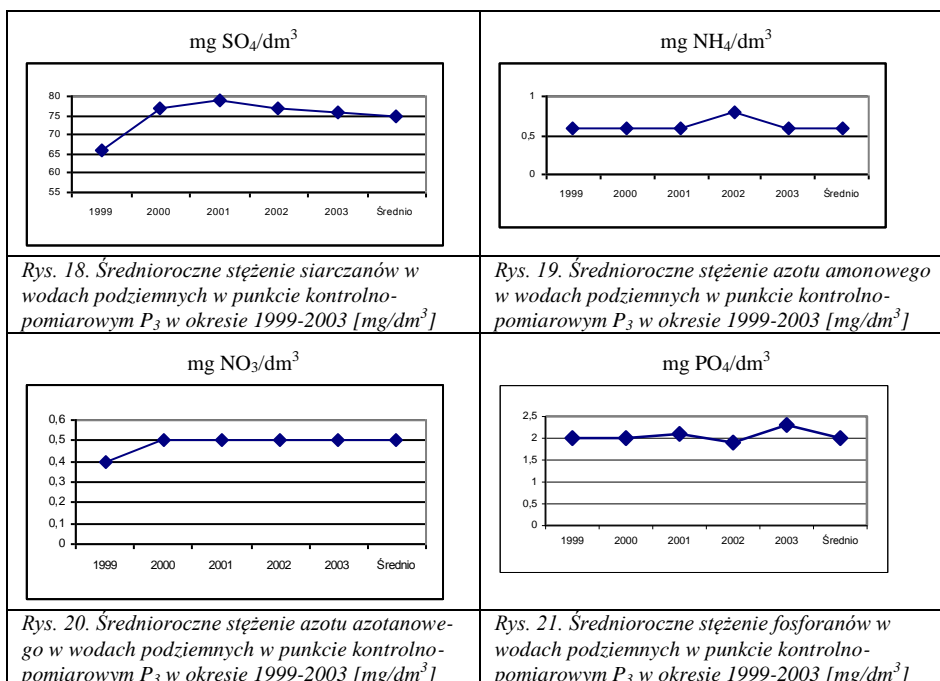 mg SO₄/dm³
80
75
70
65
60
55
1999 2000 2001 2002 2003 Średnio
Rys. 18. Średnioroczne stężenie siarczanów w
wodach podziemnych w punkcie kontrolno-
pomiarowym P₃ w okresie 1999-2003 [mg/dm³]
mg NH₄/dm³
1
0,5
0
1999 2000 2001 2002 2003 Średnio
Rys. 19. Średnioroczne stężenie azotu amonowego
w wodach podziemnych w punkcie kontrolno-
pomiarowym P₃ w okresie 1999-2003 [mg/dm³]
mg NO₃/dm³
0,6
0,5
0,4
0,3
0,2
0,1
0
1999 2000 2001 2002 2003 Średnio
Rys. 20. Średnioroczne stężenie azotu azotanowe-
go w wodach podziemnych w punkcie kontrolno-
pomiarowym P₃ w okresie 1999-2003 [mg/dm³]
mg PO₄/dm³
2,5
2
1,5
1
0,5
0
1999 2000 2001 2002 2003 Średnio
Rys. 21. Średnioroczne stężenie fosforanów w
wodach podziemnych w punkcie kontrolno-
pomiarowym P₃ w okresie 1999-2003 [mg/dm³]